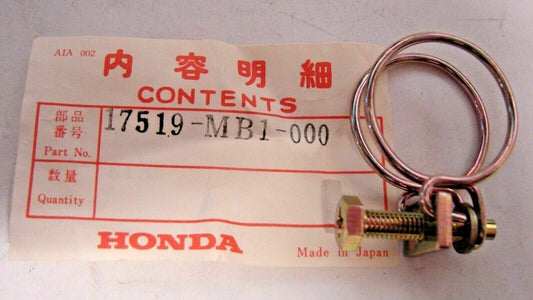 AIA 002
内容明細
CONTENTS
部品
番号
Part No.
17519-MB1-000
数量
Quantity
HONDA
Made in Japan